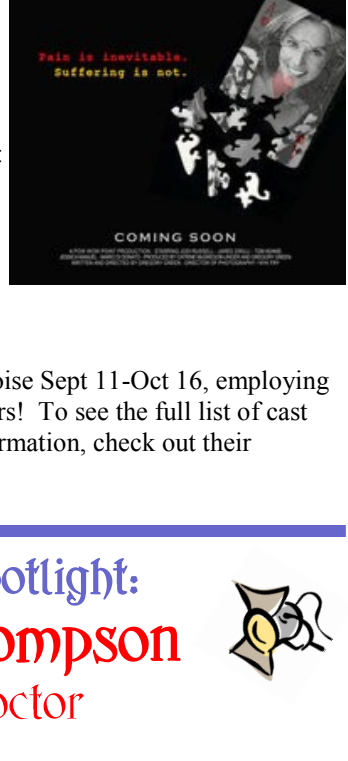 Pain is inevitable.
Suffering is not.
COMING SOON
oise Sept 11-Oct 16, employing
rs! To see the full list of cast
rmation, check out their
otlight:
ompson
octor